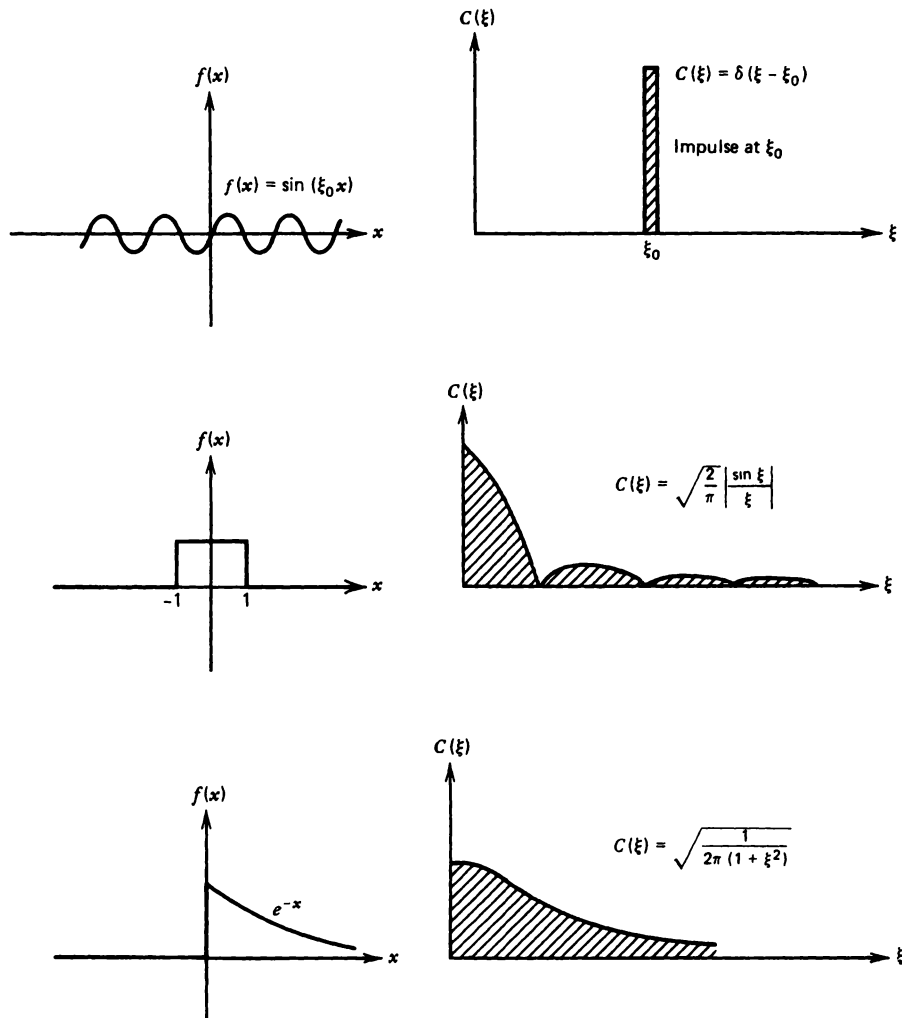 f(x)
f(x) = sin (ξ₀x)
x
C(ξ)
C(ξ) = δ(ξ − ξ₀)
Impulse at ξ₀
ξ₀
ξ
f(x)
-1
1
x
C(ξ)
C(ξ) = √(2/π) |sin ξ/ξ|
ξ
f(x)
e⁻ˣ
x
C(ξ)
C(ξ) = √(1/(2π (1 + ξ²)))
ξ